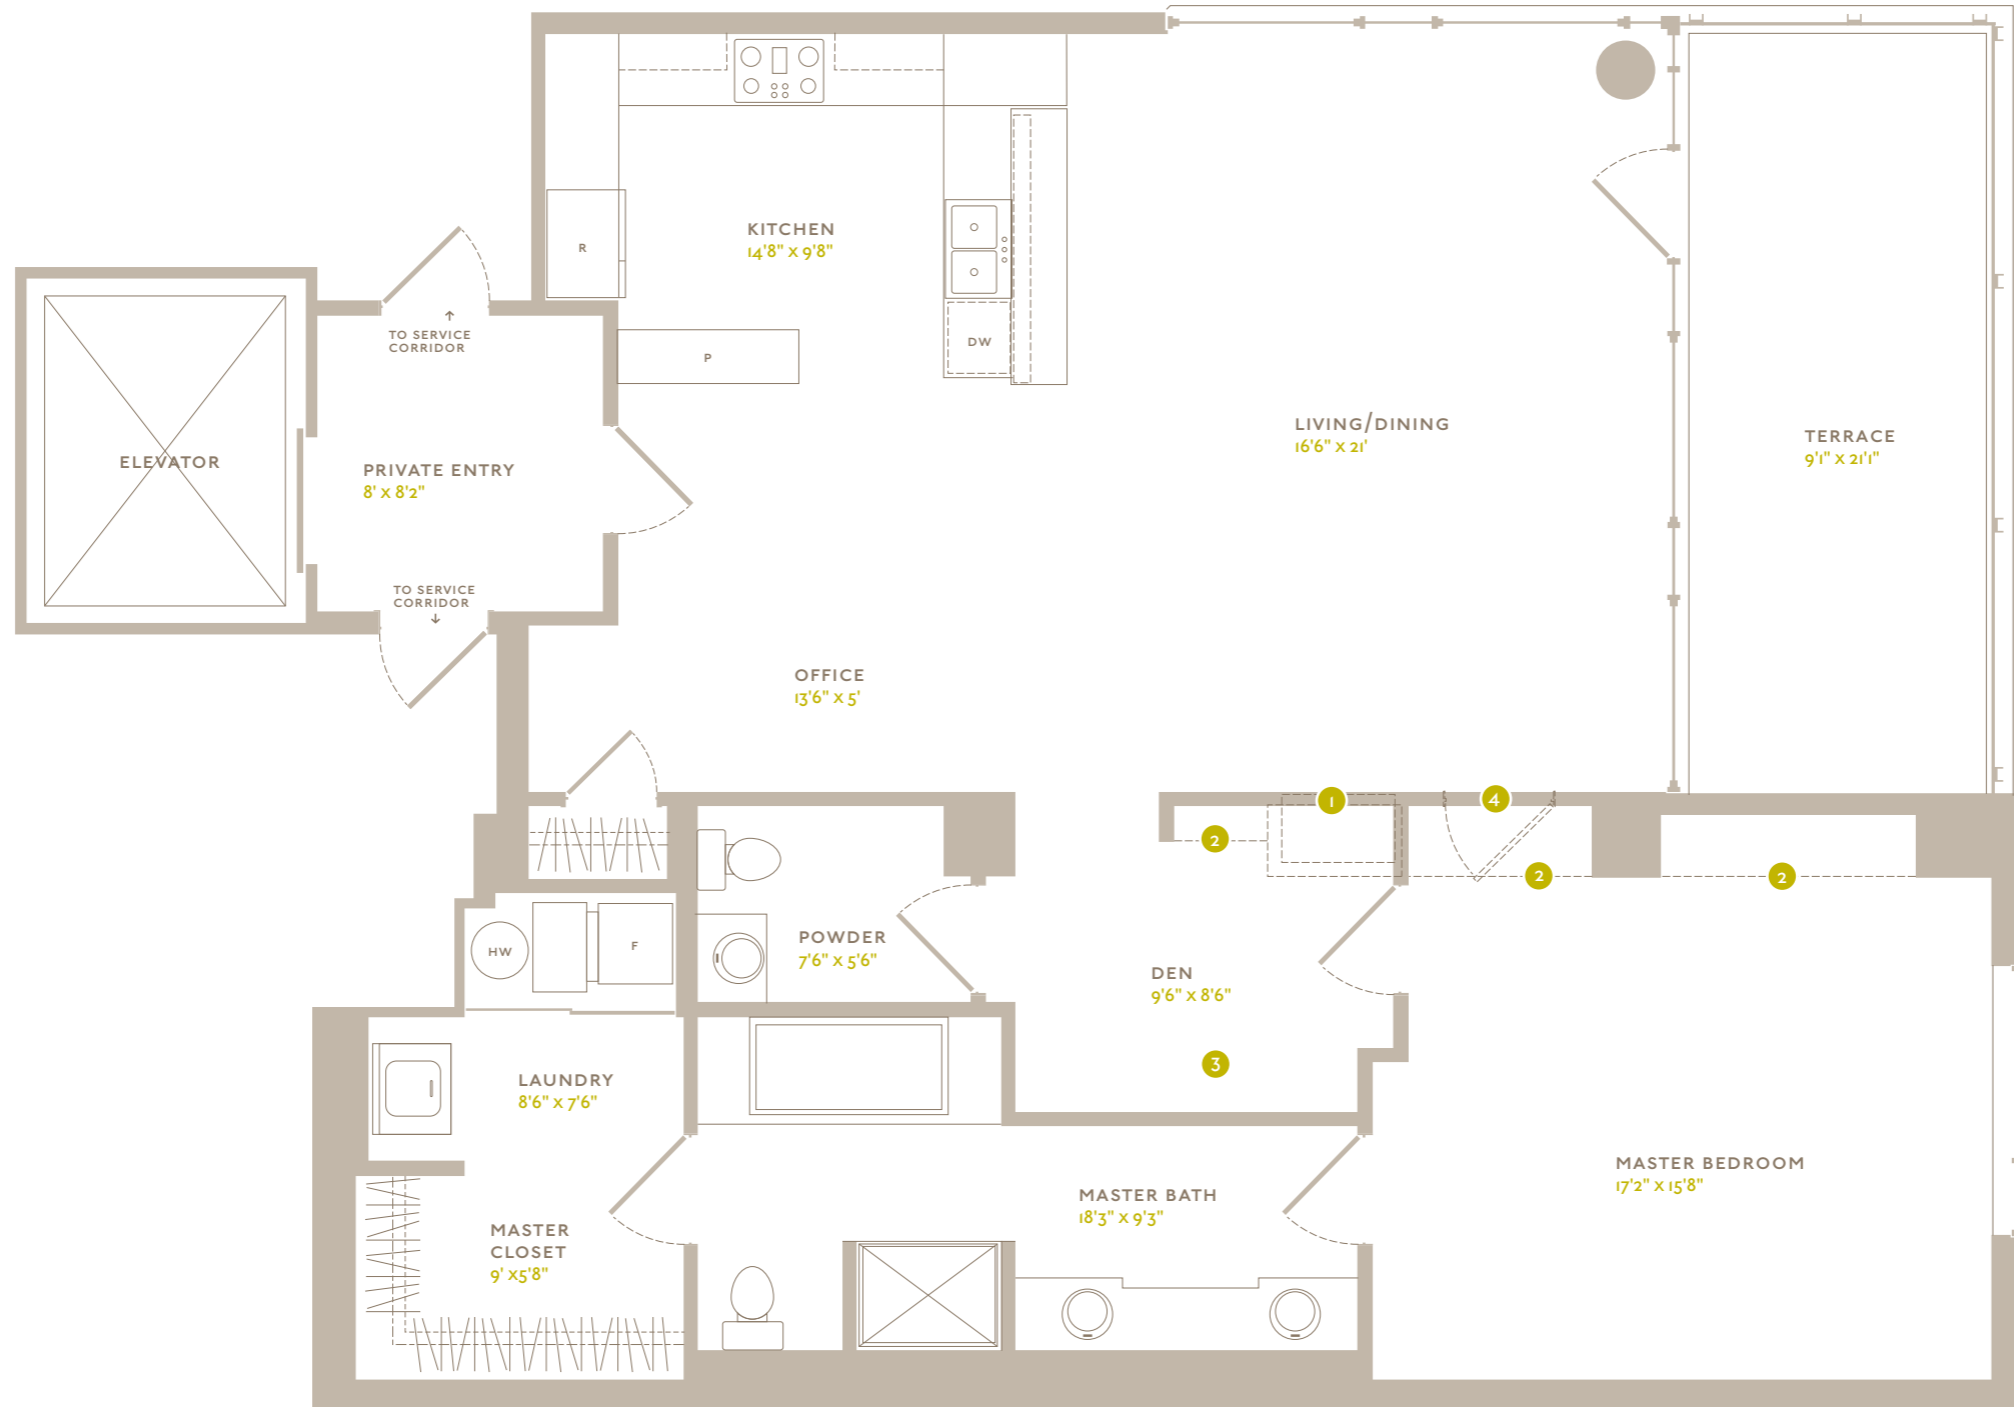 KITCHEN
14'8" X 9'8"
R
TO SERVICE
CORRIDOR
P
DW
LIVING/DINING
16'6" X 21'
TERRACE
9'1" X 21'1"
ELEVATOR
PRIVATE ENTRY
8' X 8'2"
TO SERVICE
CORRIDOR
OFFICE
13'6" X 5'
1
4
2
2
2
POWDER
7'6" X 5'6"
HW
F
DEN
9'6" X 8'6"
3
LAUNDRY
8'6" X 7'6"
MASTER BEDROOM
17'2" X 15'8"
MASTER BATH
18'3" X 9'3"
MASTER
CLOSET
9' X5'8"